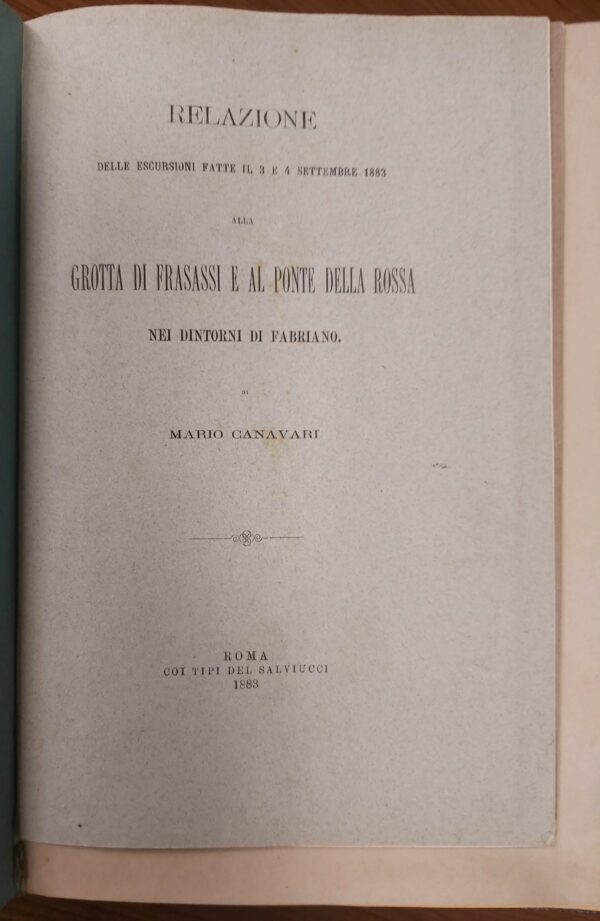 RELAZIONE
DELLE ESCURSIONI FATTE IL 3 E 4 SETTEMBRE 1883
ALLA
GROTTA DI FRASASSI E AL PONTE DELLA ROSSA
NEI DINTORNI DI FABRIANO.
DI
MARIO CANAVARI
ROMA
COI TIPI DEL SALVIUCCI
1883